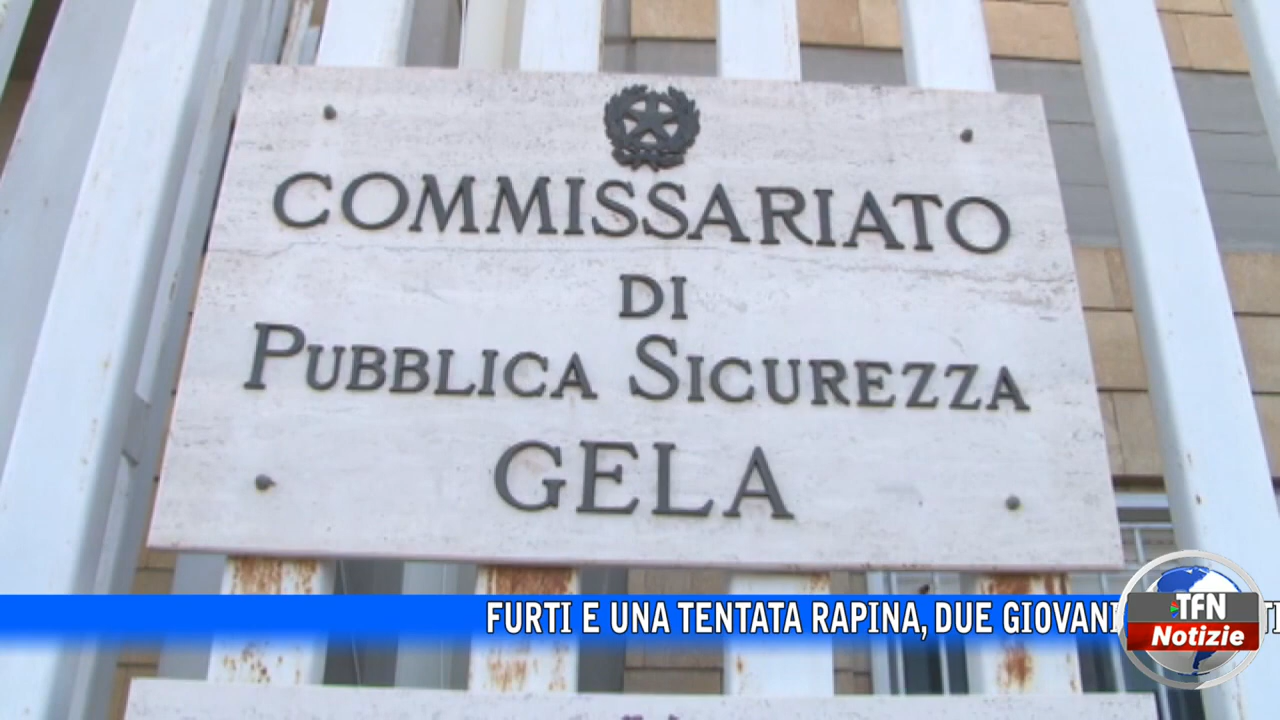 COMMISSARIATO
DI
PUBBLICA SICUREZZA
GELA
FURTI E UNA TENTATA RAPINA, DUE GIOVANI
TFN
Notizie